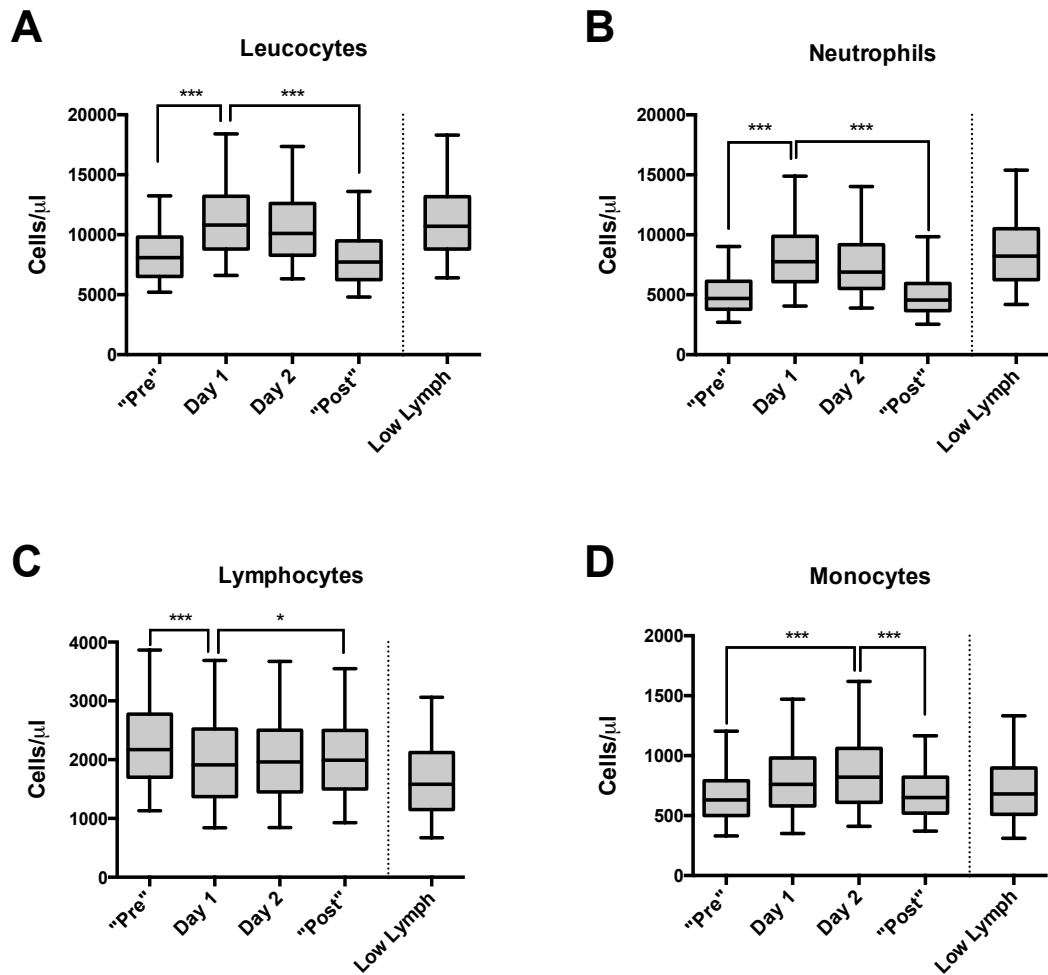 A
Leucocytes
***
***
20000
15000
10000
5000
0
Cells/µl
"Pre"
Day 1
Day 2
"Post"
Low Lymph
B
Neutrophils
***
***
20000
15000
10000
5000
0
Cells/µl
"Pre"
Day 1
Day 2
"Post"
Low Lymph
C
Lymphocytes
***
*
4000
3000
2000
1000
0
Cells/µl
"Pre"
Day 1
Day 2
"Post"
Low Lymph
D
Monocytes
***
***
2000
1500
1000
500
0
Cells/µl
"Pre"
Day 1
Day 2
"Post"
Low Lymph